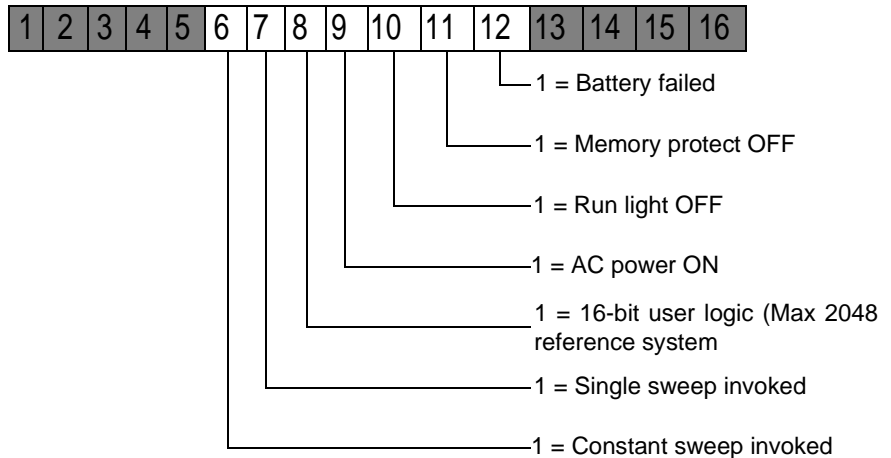 1 2 3 4 5 6 7 8 9 10 11 12 13 14 15 16
1 = Battery failed
1 = Memory protect OFF
1 = Run light OFF
1 = AC power ON
1 = 16-bit user logic (Max 2048
reference system
1 = Single sweep invoked
1 = Constant sweep invoked